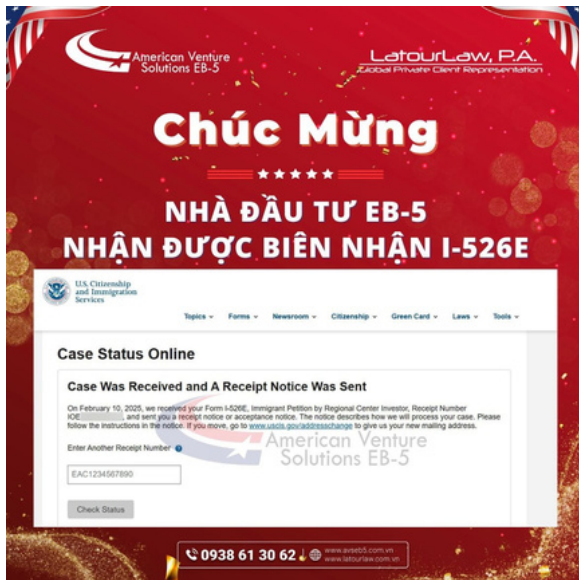 American Venture
Solutions EB-5
LatourLaw, P.A.
Global Private Client Representation
Chúc Mừng
NHÀ ĐẦU TƯ EB-5
NHẬN ĐƯỢC BIÊN NHẬN I-526E
U.S. Citizenship
and Immigration
Services
Topics Forms Newsroom Citizenship Green Card Laws Tools
Case Status Online
Case Was Received and A Receipt Notice Was Sent
On February 10, 2025, we received your Form I-526E, Immigrant Petition by Regional Center Investor, Receipt Number
IOE , and sent you a receipt notice or acceptance notice. The notice describes how we will process your case. Please
follow the instructions in the notice. If you move, go to www.uscis.gov/addresschange to give us your new mailing address.
American Venture
Solutions EB-5
Enter Another Receipt Number
EAC1234567890
Check Status
0938 61 30 62
www.avseb5.com.vn
www.latourlaw.com.vn